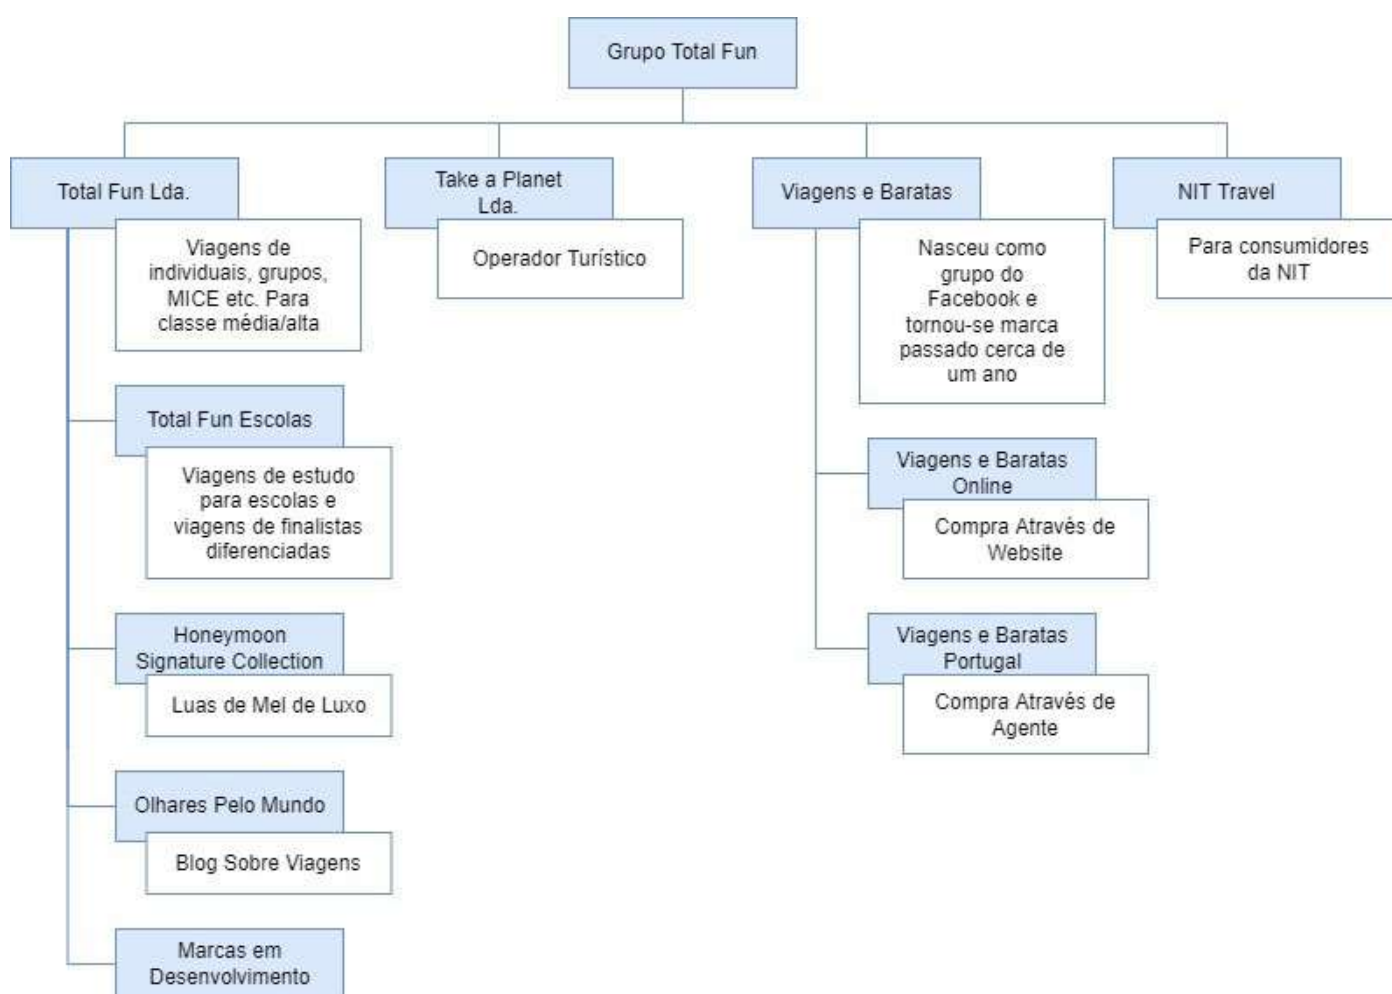 Grupo Total Fun
Total Fun Lda.
Viagens de
individuais, grupos,
MICE etc. Para
classe média/alta
Total Fun Escolas
Viagens de estudo
para escolas e
viagens de finalistas
diferenciadas
Honeymoon
Signature Collection
Luas de Mel de Luxo
Olhares Pelo Mundo
Blog Sobre Viagens
Marcas em
Desenvolvimento
Take a Planet
Lda.
Operador Turístico
Viagens e Baratas
Nasceu como
grupo do
Facebook e
tornou-se marca
passado cerca de
um ano
Viagens e Baratas
Online
Compra Através de
Website
Viagens e Baratas
Portugal
Compra Através de
Agente
NIT Travel
Para consumidores
da NIT